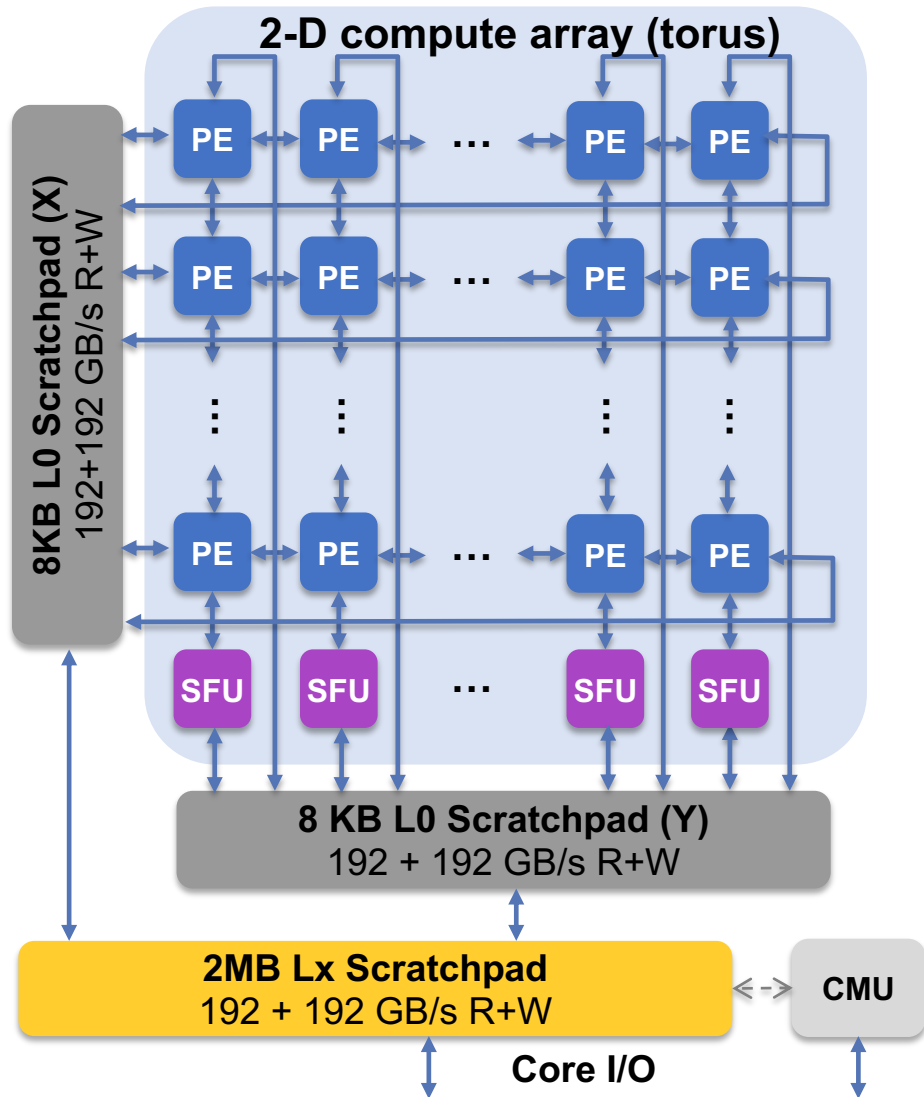 2-D compute array (torus)
PE PE ... PE PE
8KB L0 Scratchpad (X)
192+192 GB/s R+W
PE PE ... PE PE
... ... ... ...
PE PE ... PE PE
SFU SFU ... SFU SFU
8 KB L0 Scratchpad (Y)
192 + 192 GB/s R+W
2MB Lx Scratchpad
192 + 192 GB/s R+W
CMU
Core I/O